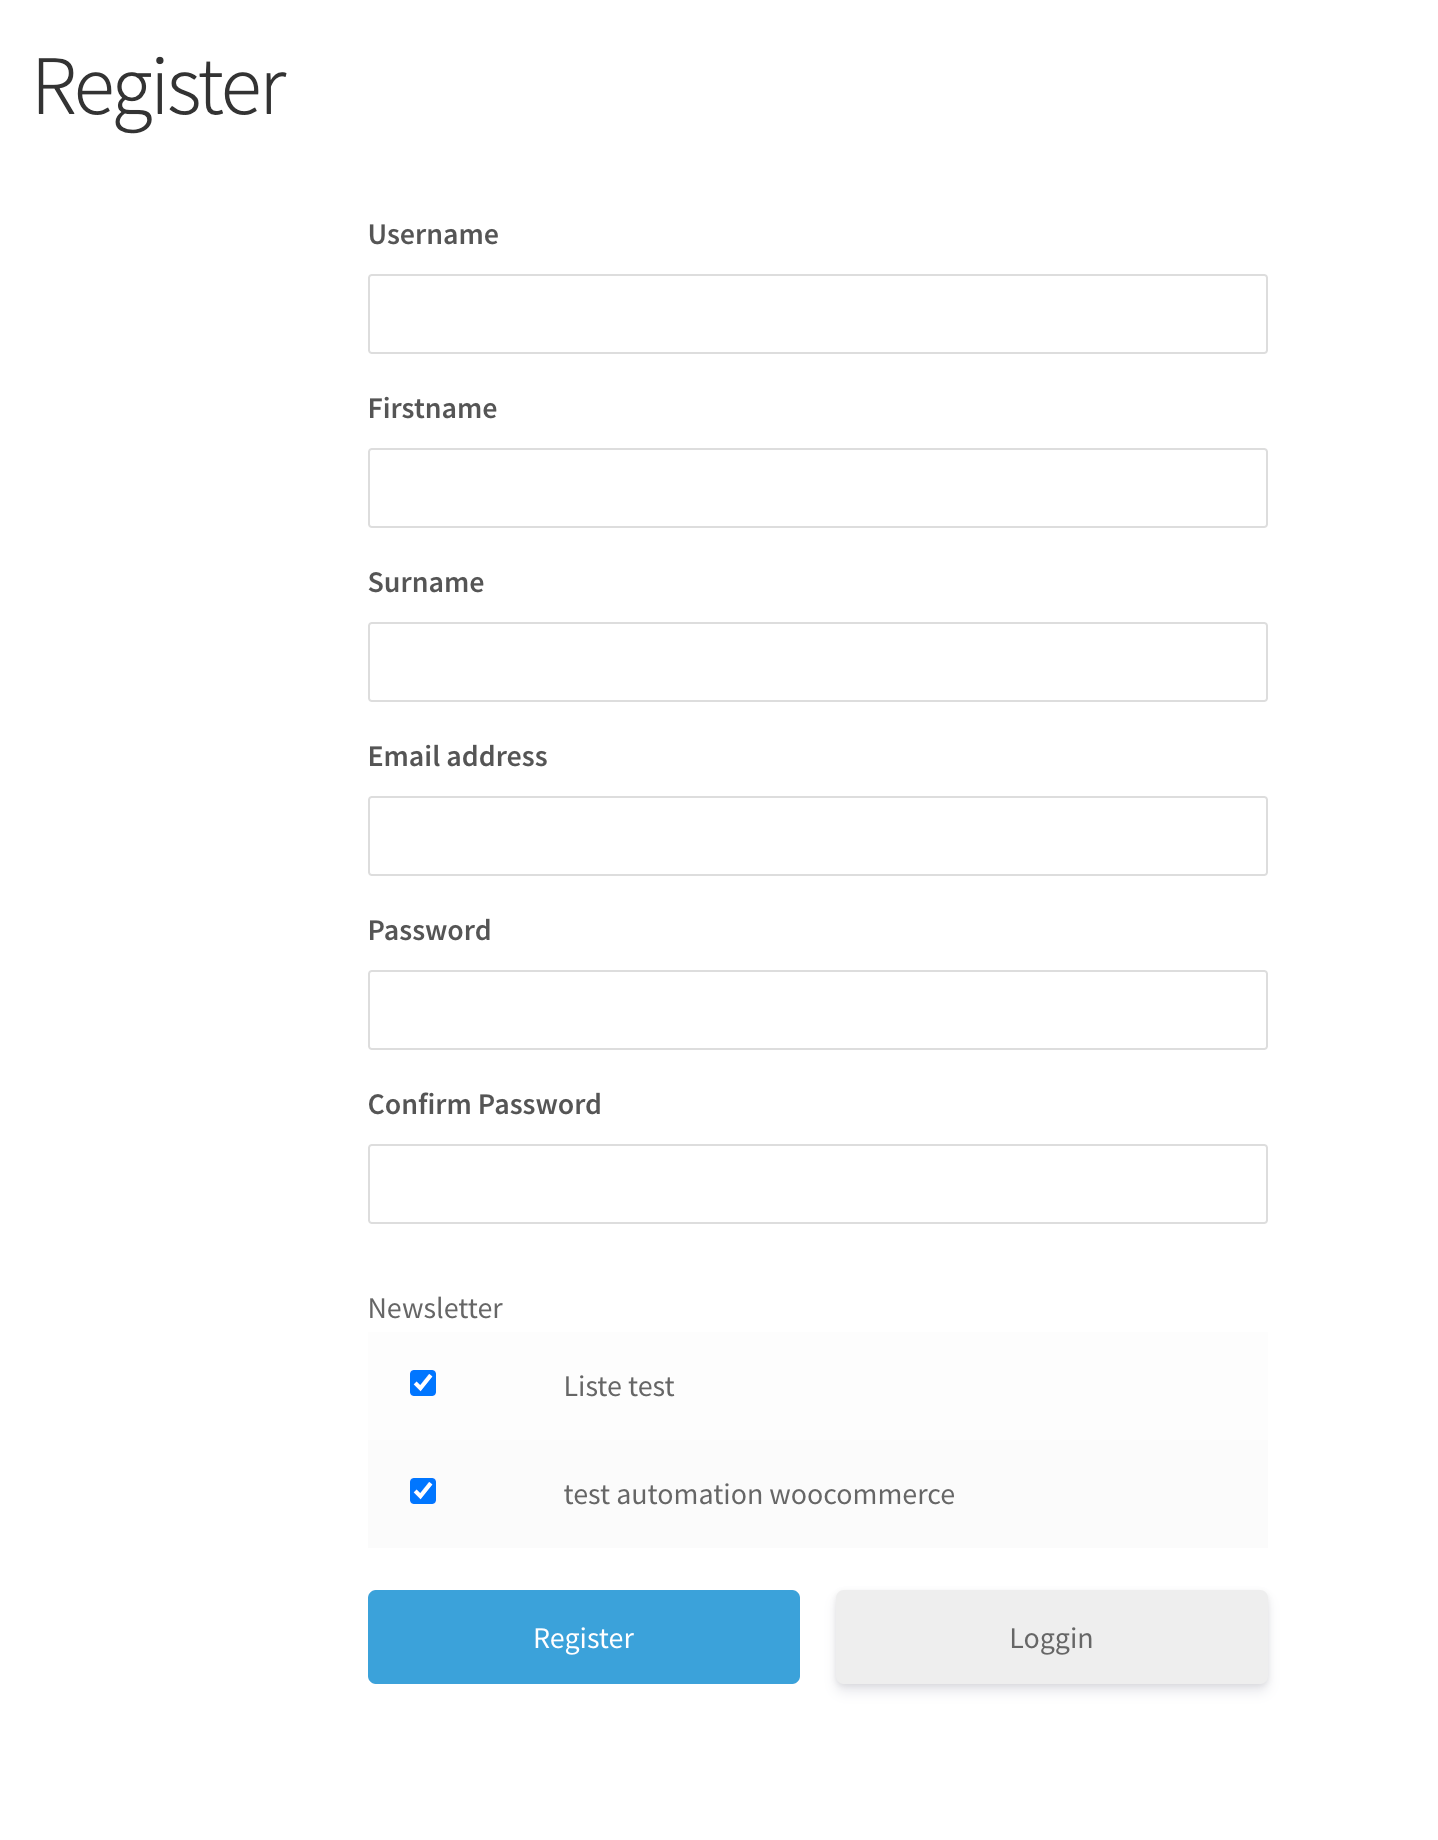 Register
Username
Firstname
Surname
Email address
Password
Confirm Password
Newsletter
Liste test
test automation woocommerce
Register
Loggin